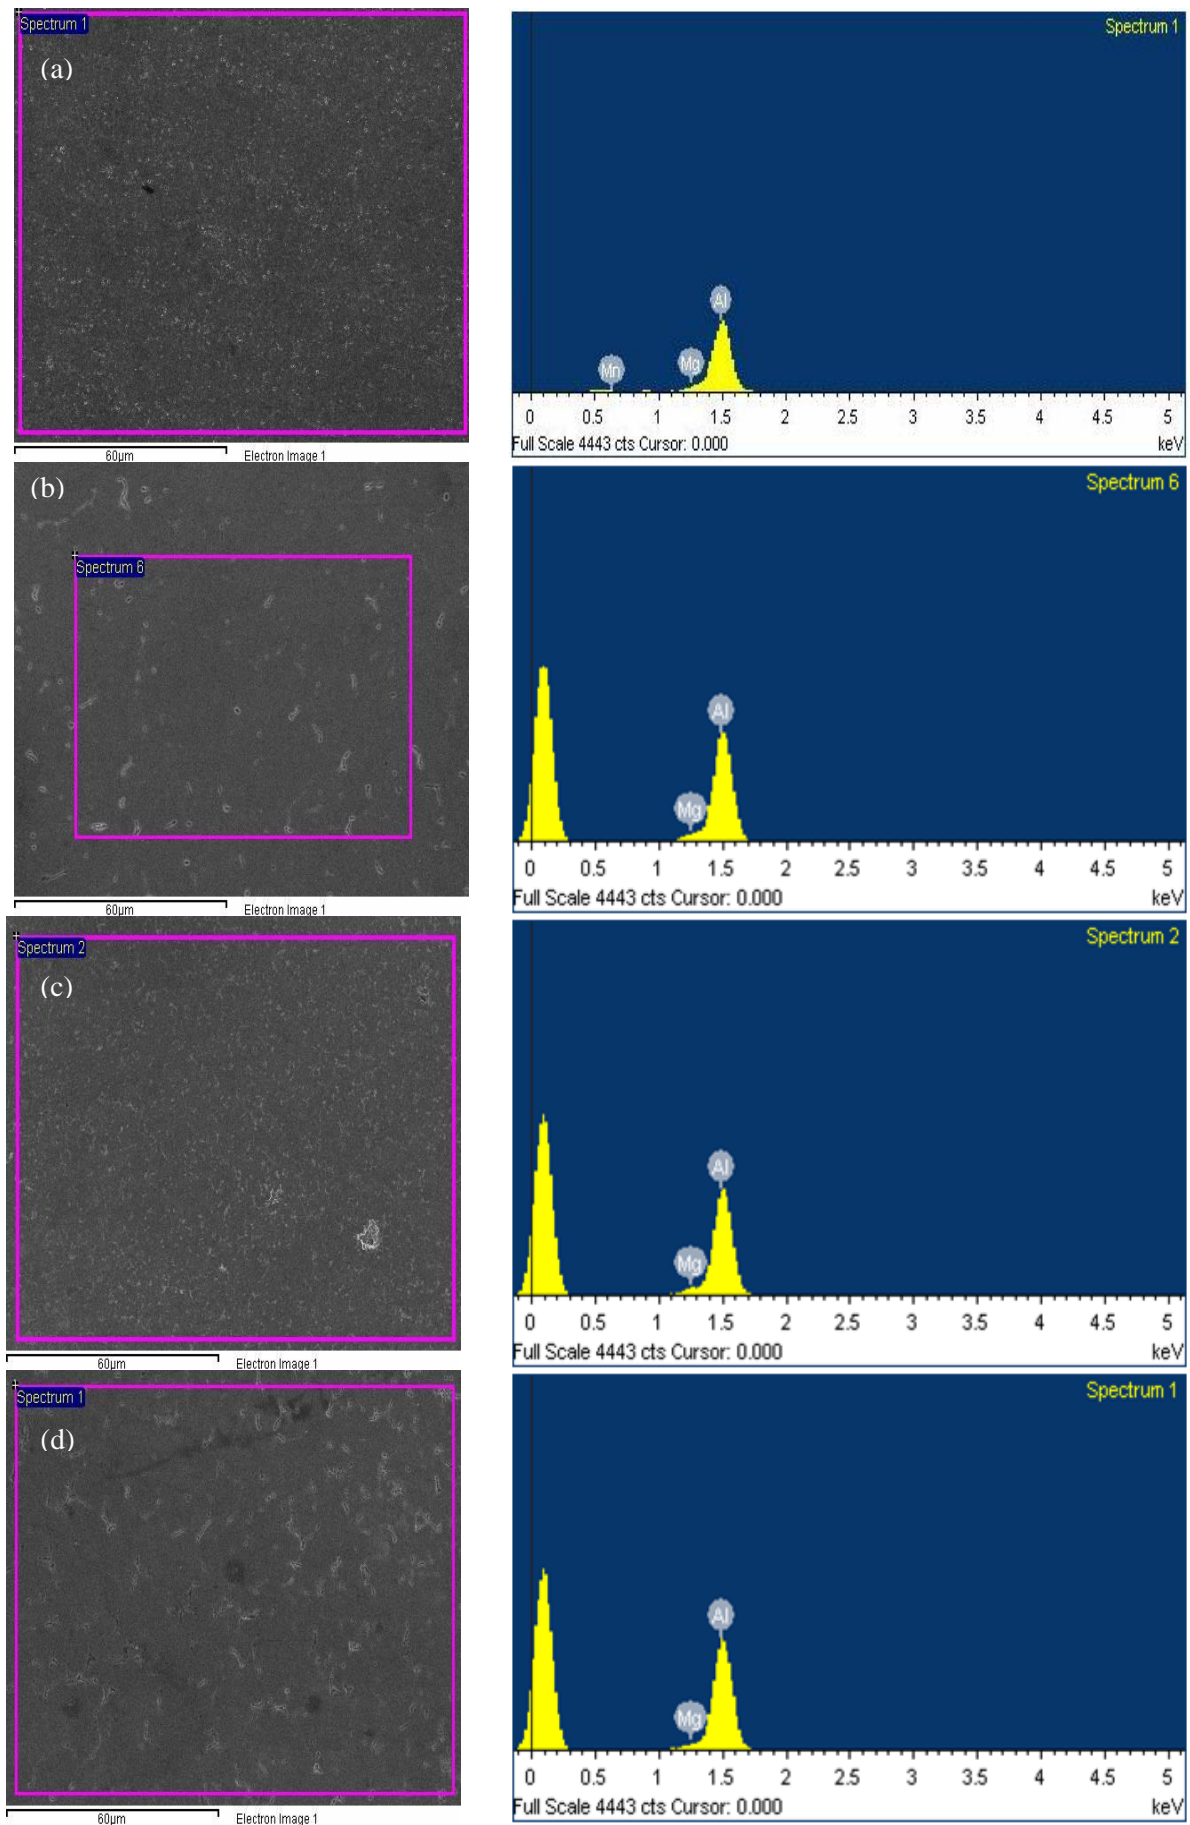 Spectrum 1
(a)
60µm Electron Image 1
Spectrum 1
Al
Mn Mg
0 0.5 1 1.5 2 2.5 3 3.5 4 4.5 5
Full Scale 4443 cts Cursor: 0.000 keV
(b)
Spectrum 6
60µm Electron Image 1
Spectrum 6
Al
Mg
0 0.5 1 1.5 2 2.5 3 3.5 4 4.5 5
Full Scale 4443 cts Cursor: 0.000 keV
Spectrum 2
(c)
60µm Electron Image 1
Spectrum 2
Al
Mg
0 0.5 1 1.5 2 2.5 3 3.5 4 4.5 5
Full Scale 4443 cts Cursor: 0.000 keV
Spectrum 1
(d)
60µm Electron Image 1
Spectrum 1
Al
Mg
0 0.5 1 1.5 2 2.5 3 3.5 4 4.5 5
Full Scale 4443 cts Cursor: 0.000 keV